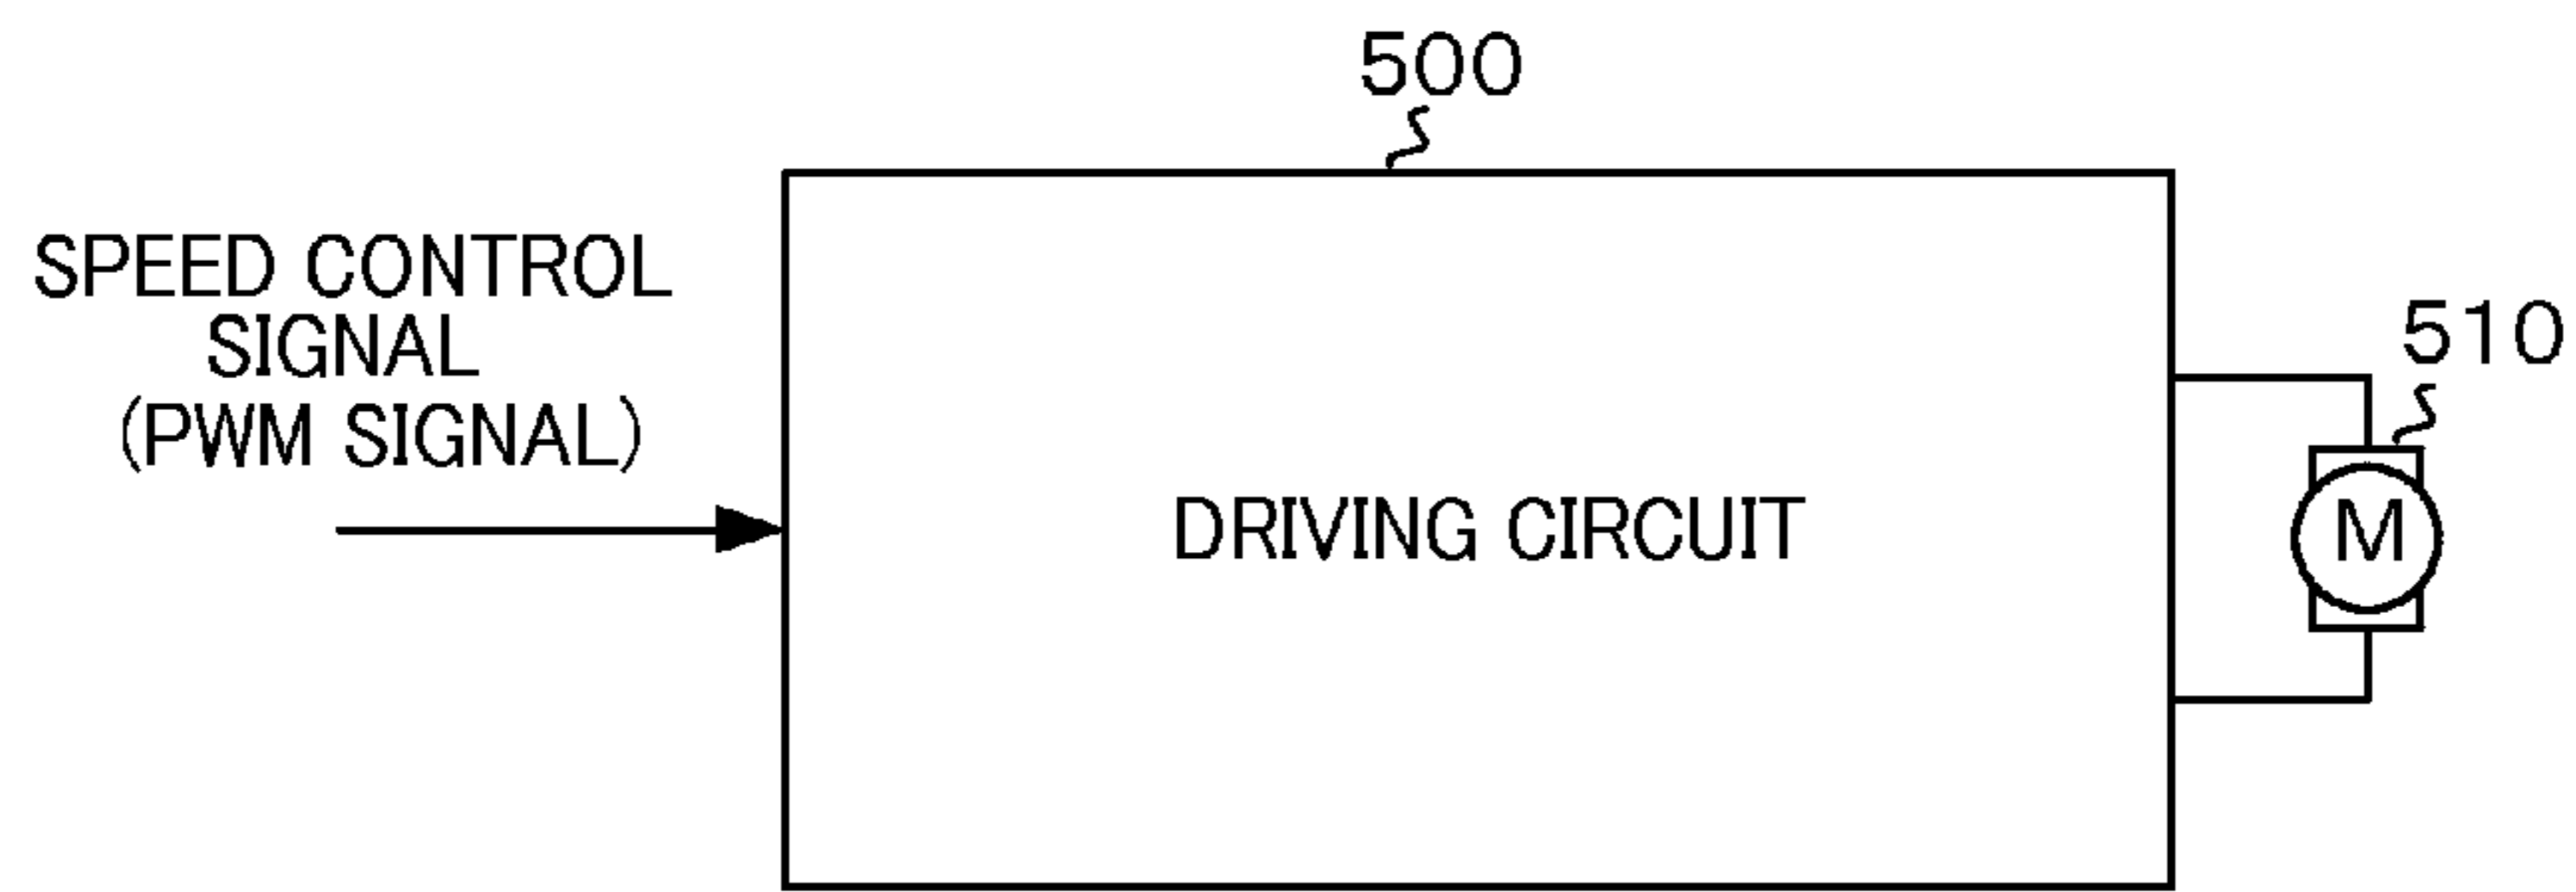 500
SPEED CONTROL
SIGNAL
(PWM SIGNAL)
510
DRIVING CIRCUIT
M